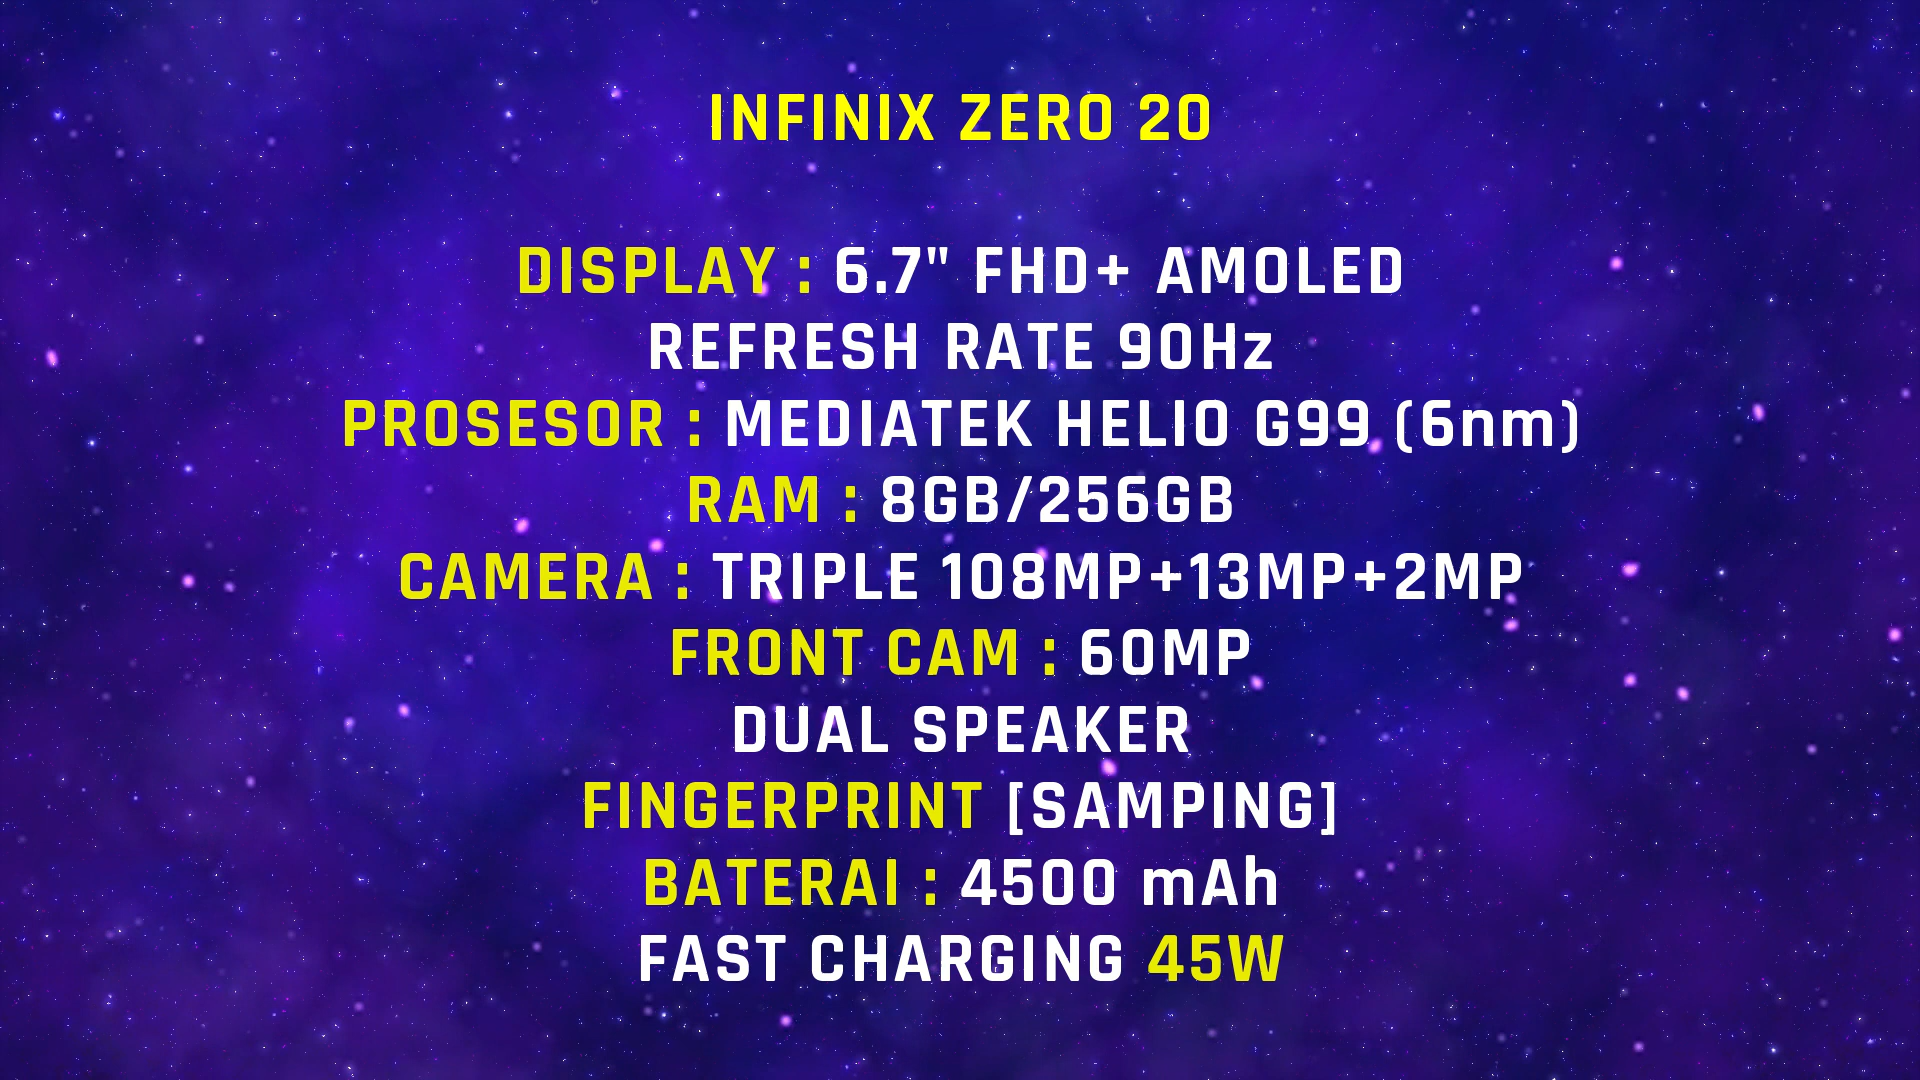 INFINIX ZERO 20
DISPLAY : 6.7" FHD+ AMOLED
REFRESH RATE 90Hz
PROSESOR : MEDIATEK HELIO G99 (6nm)
RAM : 8GB/256GB
CAMERA : TRIPLE 108MP+13MP+2MP
FRONT CAM : 60MP
DUAL SPEAKER
FINGERPRINT [SAMPING]
BATERAI : 4500 mAh
FAST CHARGING 45W